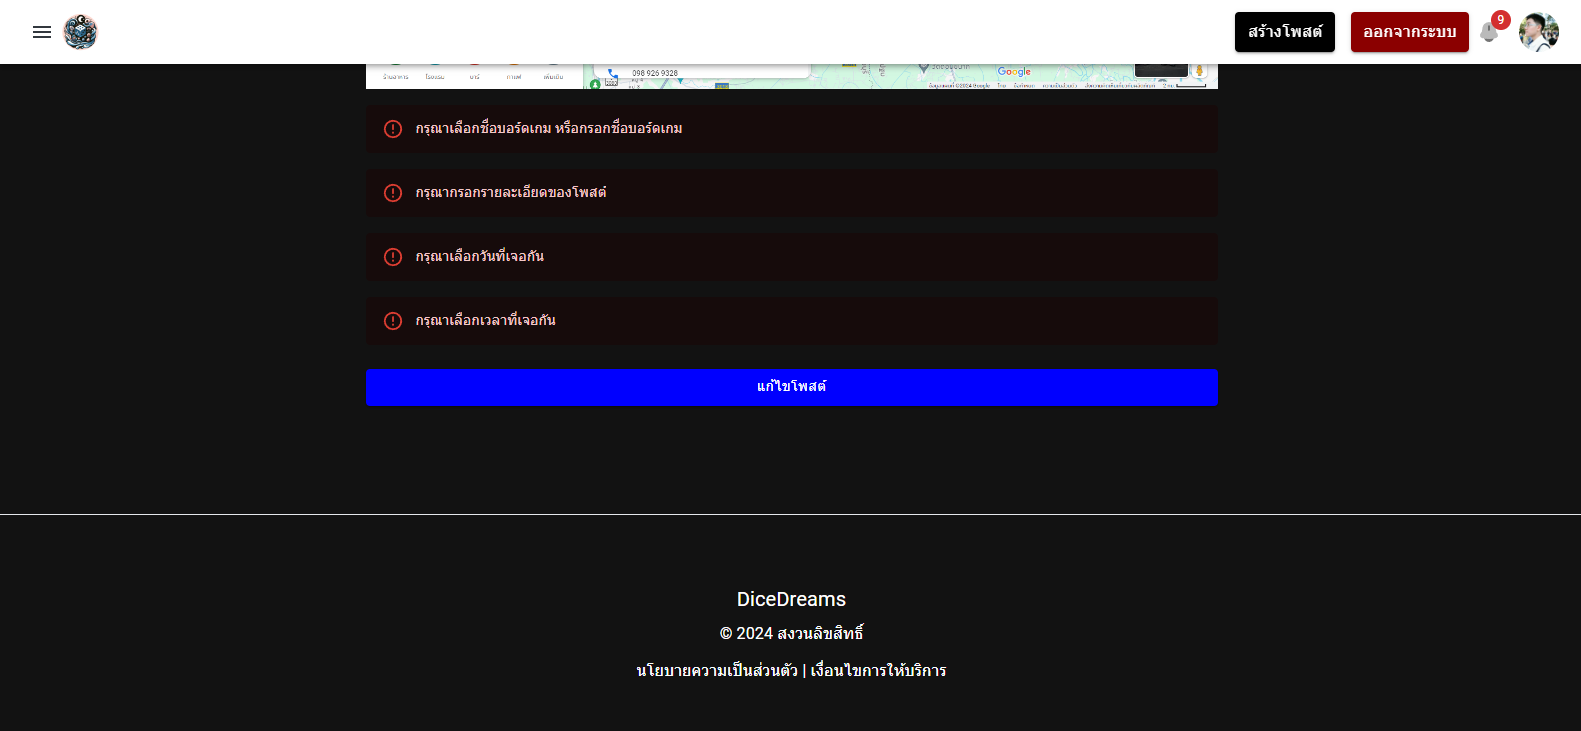 สร้างโพสต์
ออกจากระบบ
9
ร้านอาหาร
โรงแรม
บาร์
กาแฟ
เพิ่มเติม
098 926 9328
Google
กรุณาเลือกชื่อบอร์ดเกม หรือกรอกชื่อบอร์ดเกม
กรุณากรอกรายละเอียดของโพสต์
กรุณาเลือกวันที่เจอกัน
กรุณาเลือกเวลาที่เจอกัน
แก้ไขโพสต์
DiceDreams
© 2024 สงวนลิขสิทธิ์
นโยบายความเป็นส่วนตัว | เงื่อนไขการให้บริการ